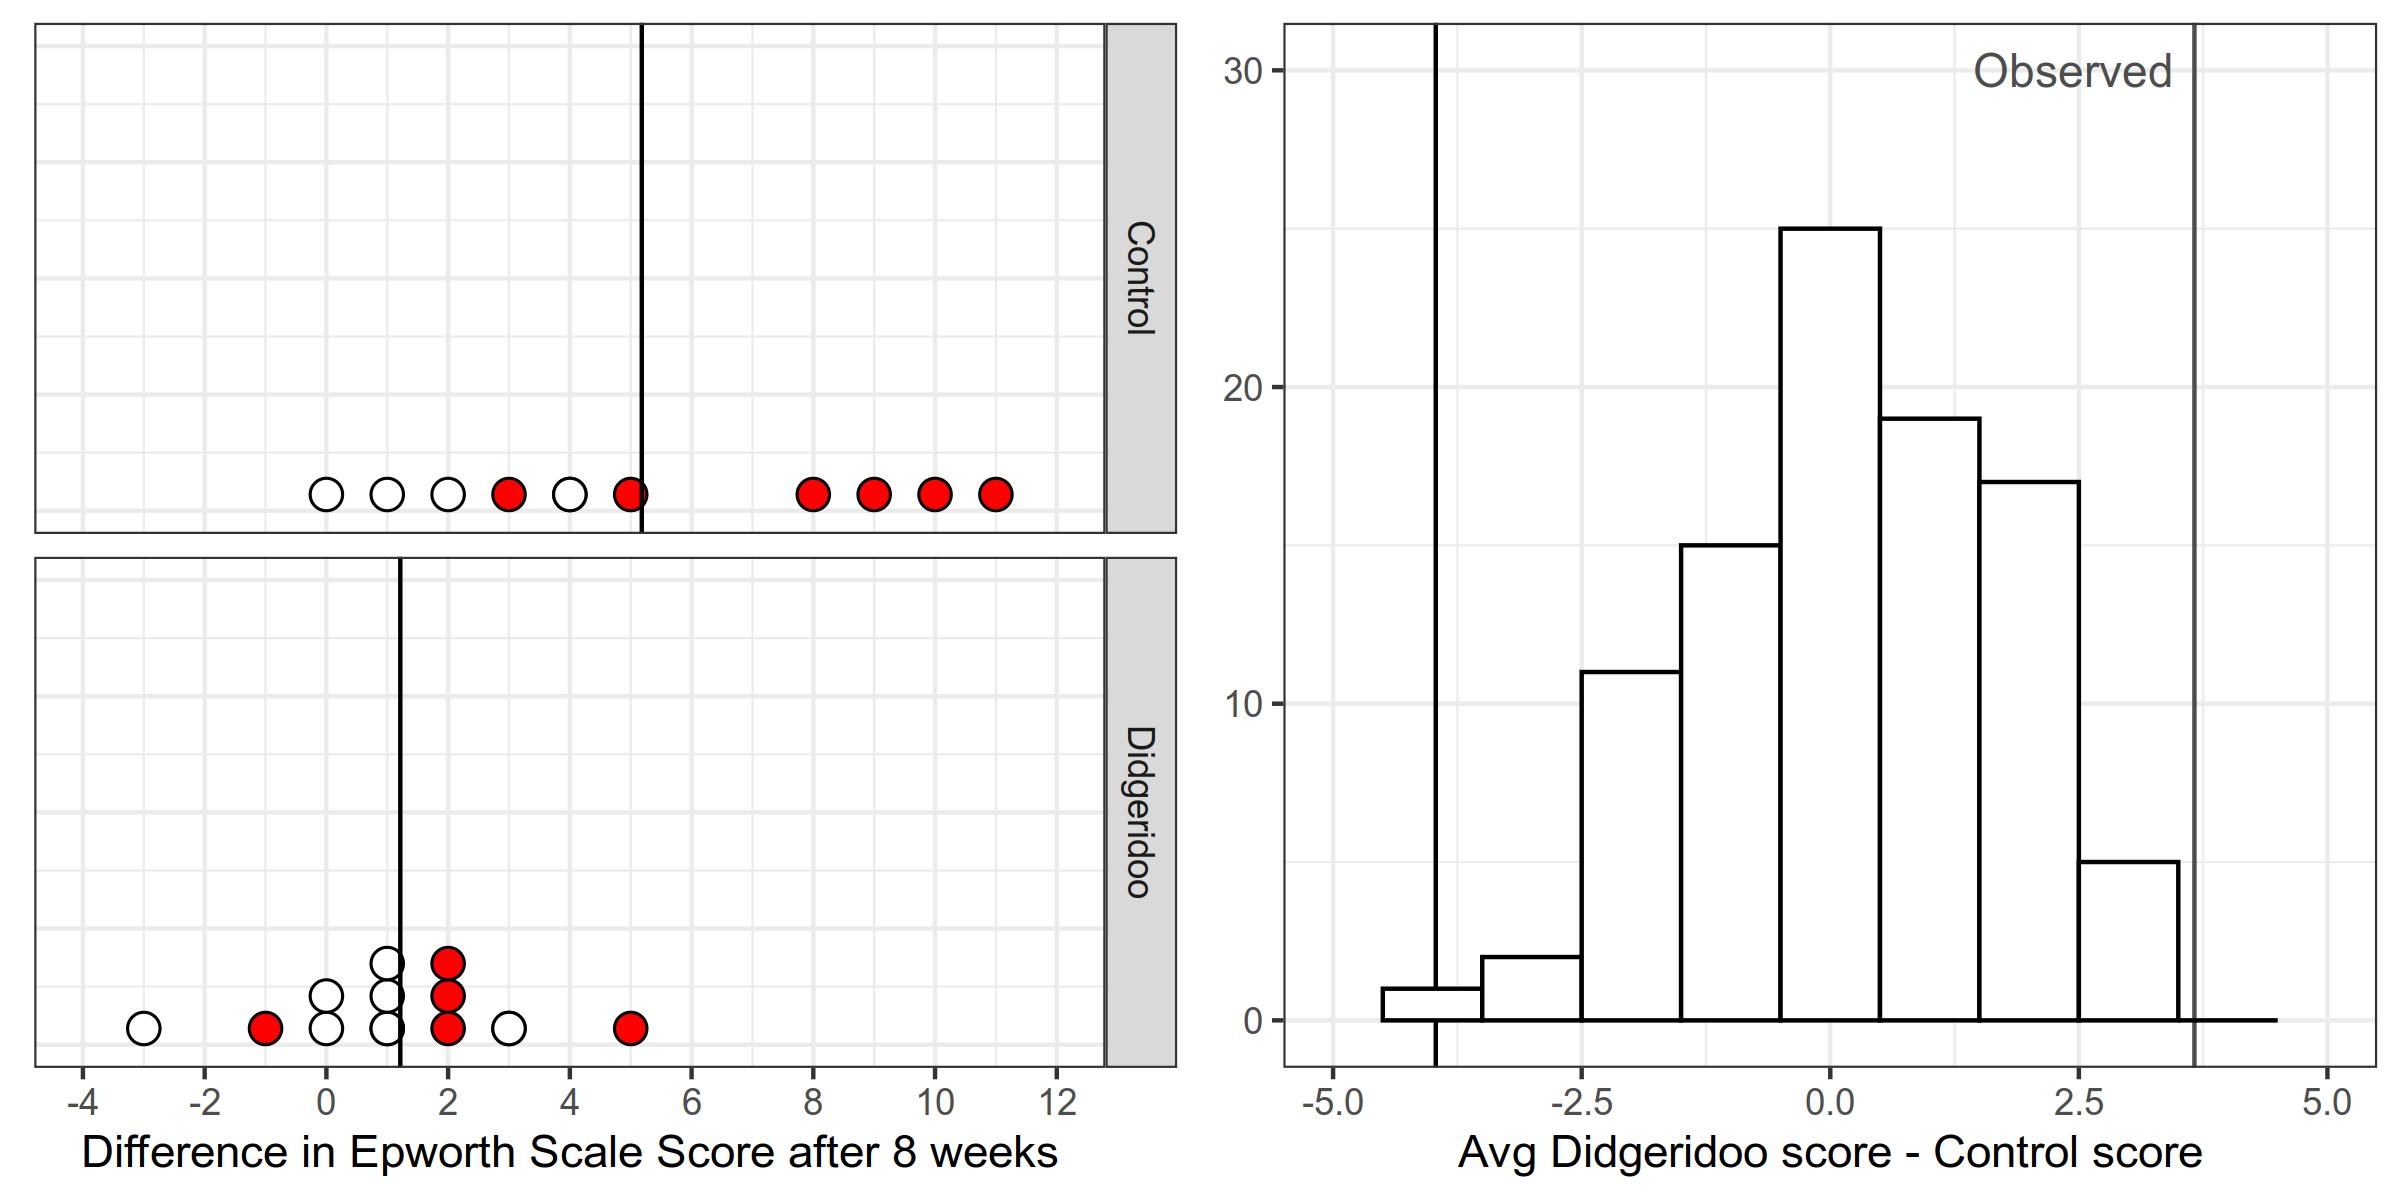 Control
Didgeridoo
-4 -2 0 2 4 6 8 10 12
Difference in Epworth Scale Score after 8 weeks
Observed
30
20
10
0
-5.0 -2.5 0.0 2.5 5.0
Avg Didgeridoo score - Control score